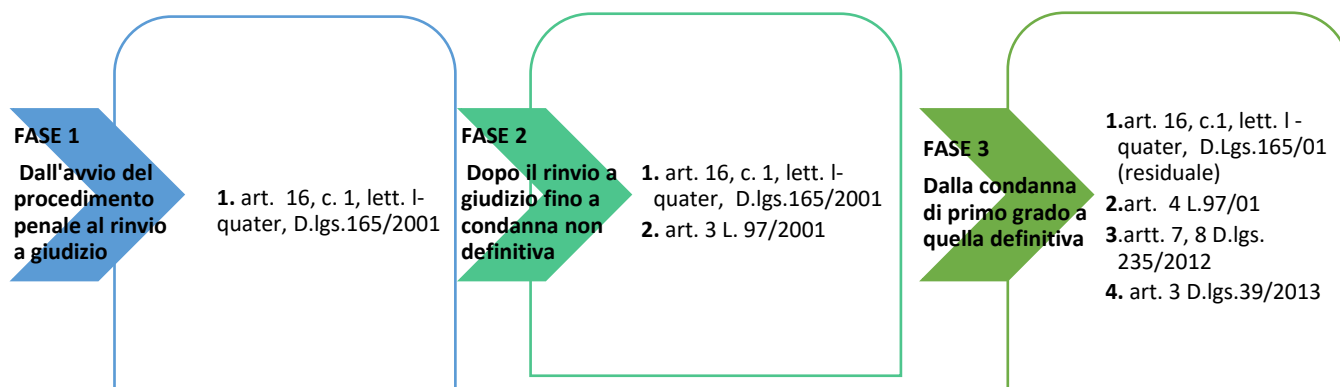 FASE 1
Dall'avvio del
procedimento
penale al rinvio
a giudizio
1. art. 16, c. 1, lett. l-
quater, D.lgs.165/2001
FASE 2
Dopo il rinvio a
giudizio fino a
condanna non
definitiva
1. art. 16, c. 1, lett. l-
quater, D.lgs.165/2001
2. art. 3 L. 97/2001
FASE 3
Dalla condanna
di primo grado a
quella definitiva
1.art. 16, c.1, lett. l -
quater, D.Lgs.165/01
(residuale)
2.art. 4 L.97/01
3.artt. 7, 8 D.lgs.
235/2012
4. art. 3 D.lgs.39/2013